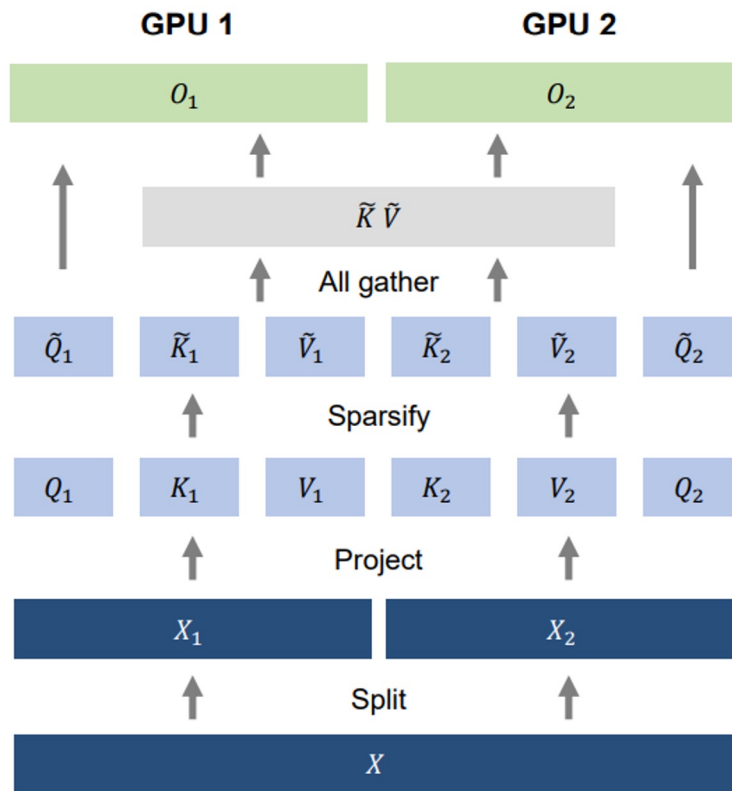 GPU 1 GPU 2
O₁ O₂
K̃ Ṽ
All gather
Q̃₁ K̃₁ Ṽ₁ K̃₂ Ṽ₂ Q̃₂
Sparsify
Q₁ K₁ V₁ K₂ V₂ Q₂
Project
X₁ X₂
Split
X